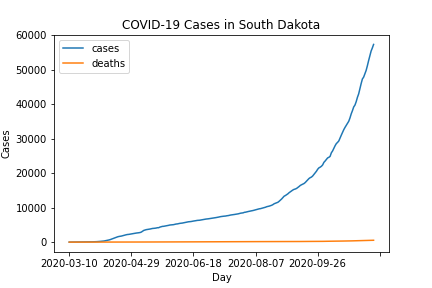 COVID-19 Cases in South Dakota
60000
50000
40000
30000
20000
10000
0
Cases
cases
deaths
2020-03-10 2020-04-29 2020-06-18 2020-08-07 2020-09-26
Day